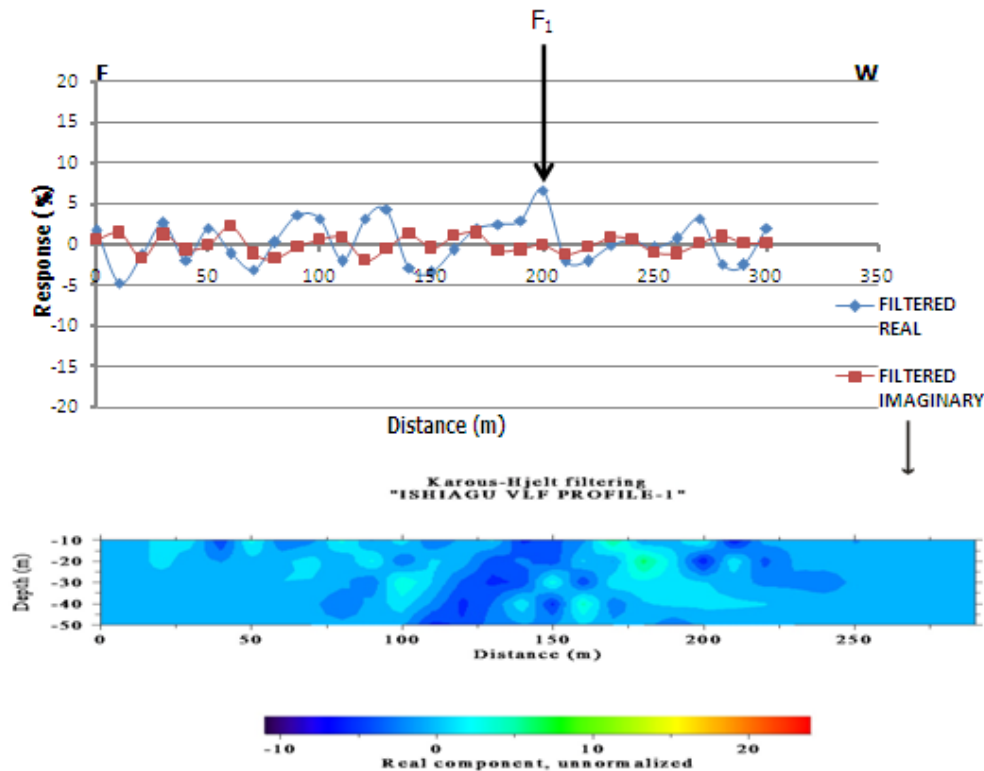 F1
F W
20
15
10
5
0
-5
-10
-15
-20
0 50 100 150 200 250 300 350
Response (%)
Distance (m)
FILTERED
REAL
FILTERED
IMAGINARY
Karous-Hjelt filtering
"ISHIAGU VLF PROFILE-1"
-10
-20
-30
-40
-50
Depth (m)
0 50 100 150 200 250
Distance (m)
-10 0 10 20
Real component, unnormalized